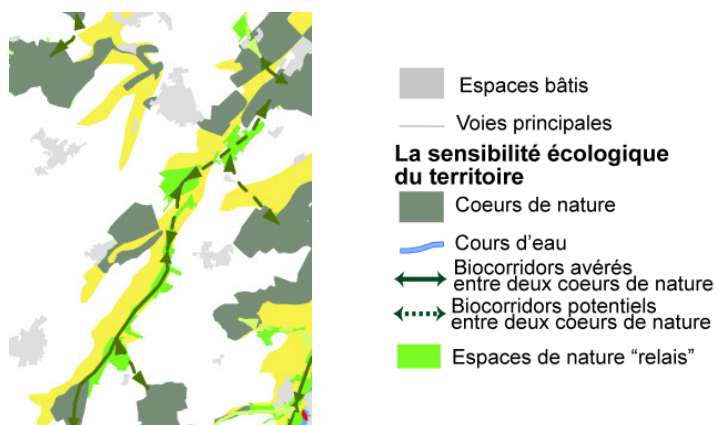 Espaces bâtis
Voies principales
La sensibilité écologique
du territoire
Coeurs de nature
Cours d'eau
Biocorridors avérés
entre deux coeurs de nature
Biocorridors potentiels
entre deux coeurs de nature
Espaces de nature "relais"